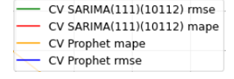 CV SARIMA(111)(10112) rmse
CV SARIMA(111)(10112) mape
CV Prophet mape
CV Prophet rmse